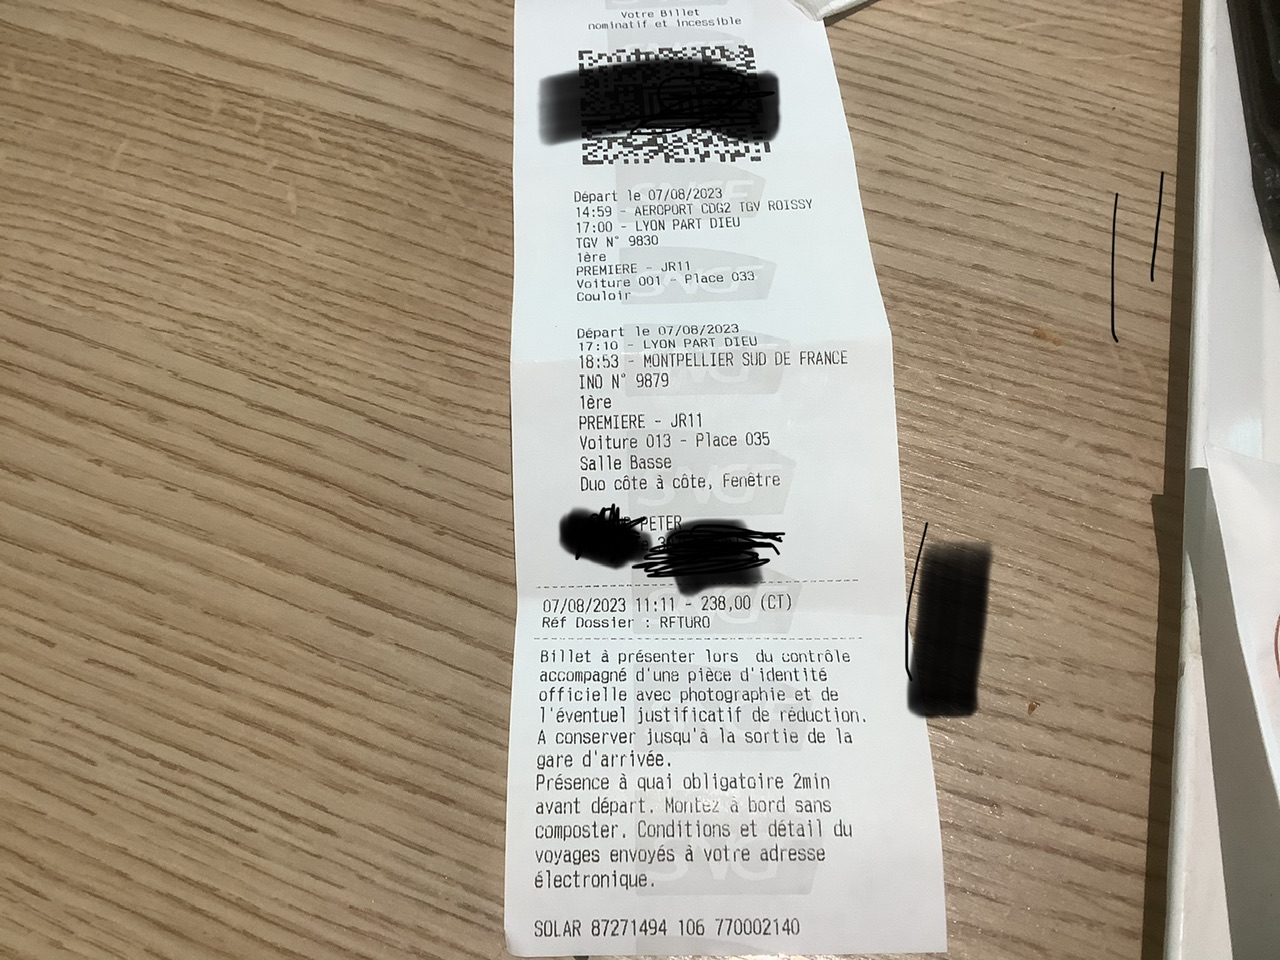 Votre Billet
nominatif et incessible
Départ le 07/08/2023
14:59 - AEROPORT CDG2 TGV ROISSY
17:00 - LYON PART DIEU
TGV N° 9830
1ère
PREMIERE - JR11
Voiture 001 - Place 033
Couloir
Départ le 07/08/2023
17:10 - LYON PART DIEU
18:53 - MONTPELLIER SUD DE FRANCE
INO N° 9879
1ère
PREMIERE - JR11
Voiture 013 - Place 035
Salle Basse
Duo côte à côte, Fenêtre
PETER
07/08/2023 11:11 - 238,00 (CT)
Réf Dossier : RFTURO
Billet à présenter lors du contrôle
accompagné d'une pièce d'identité
officielle avec photographie et de
l'éventuel justificatif de réduction.
A conserver jusqu'à la sortie de la
gare d'arrivée.
Présence à quai obligatoire 2min
avant départ. Montez à bord sans
composter. Conditions et détail du
voyages envoyés à votre adresse
électronique.
SOLAR 87271494 106 770002140